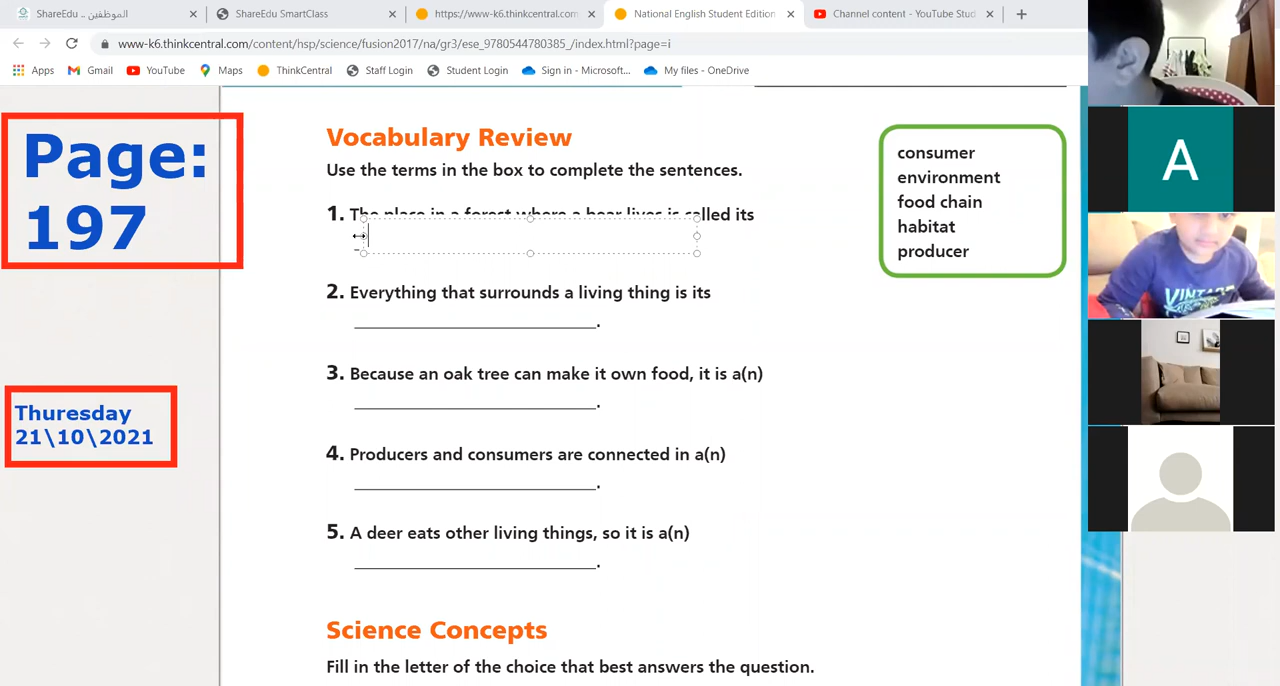 ShareEdu .. الموظفين
ShareEdu SmartClass
https://www-k6.thinkcentral.com
National English Student Edition
Channel content - YouTube Stud
www-k6.thinkcentral.com/content/hsp/science/fusion2017/na/gr3/ese_9780544780385_/index.html?page=i
Apps
Gmail
YouTube
Maps
ThinkCentral
Staff Login
Student Login
Sign in - Microsoft...
My files - OneDrive
Page:
197
Thuresday
21\10\2021
Vocabulary Review
Use the terms in the box to complete the sentences.
1. The place in a forest where a bear lives is called its
2. Everything that surrounds a living thing is its
.
3. Because an oak tree can make it own food, it is a(n)
.
4. Producers and consumers are connected in a(n)
.
5. A deer eats other living things, so it is a(n)
.
Science Concepts
Fill in the letter of the choice that best answers the question.
consumer
environment
food chain
habitat
producer
A
VINTAGE